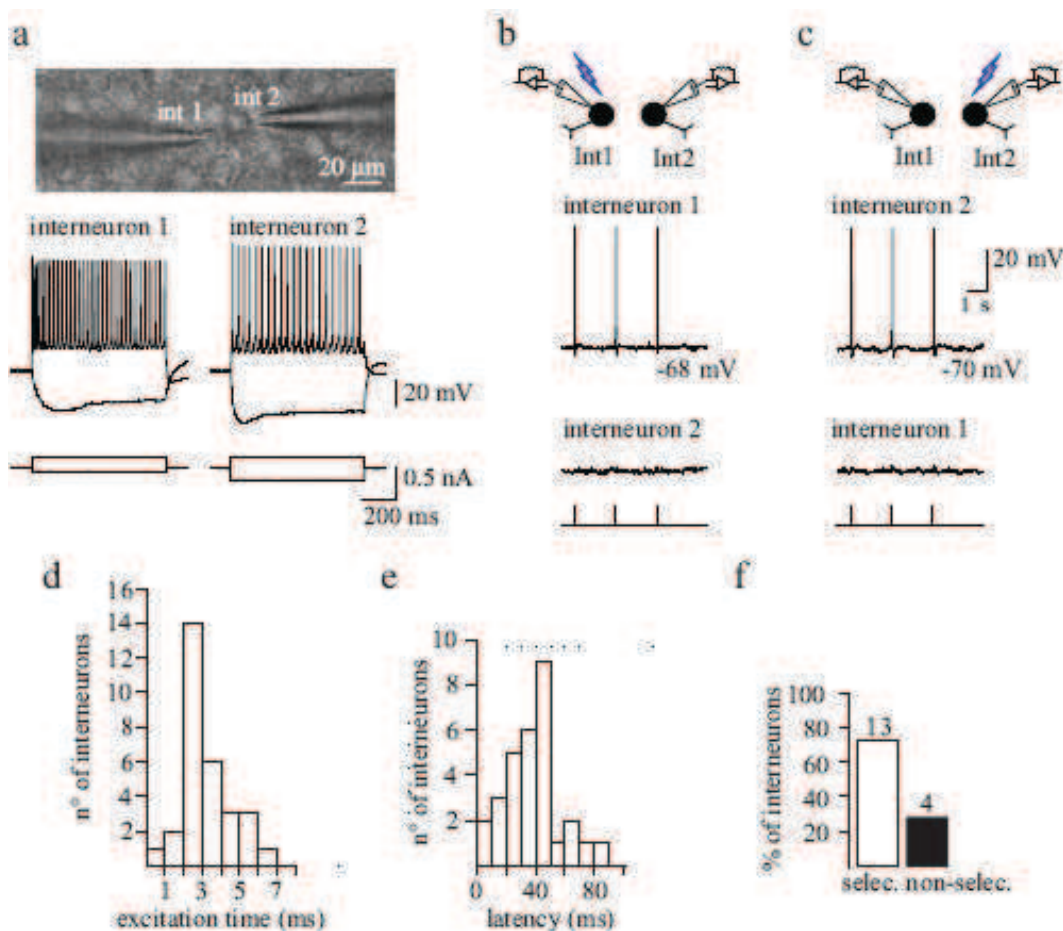 a
int 1
int 2
20 µm
interneuron 1
interneuron 2
20 mV
0.5 nA
200 ms
b
Int1
Int2
interneuron 1
-68 mV
interneuron 2
c
Int1
Int2
interneuron 2
20 mV
1 s
-70 mV
interneuron 1
d
n° of interneurons
16
14
12
10
8
6
4
2
1 3 5 7
excitation time (ms)
e
n° of interneurons
10
8
6
4
2
0 40 80
latency (ms)
f
% of interneurons
100
80
60
40
20
13
4
selec. non-selec.